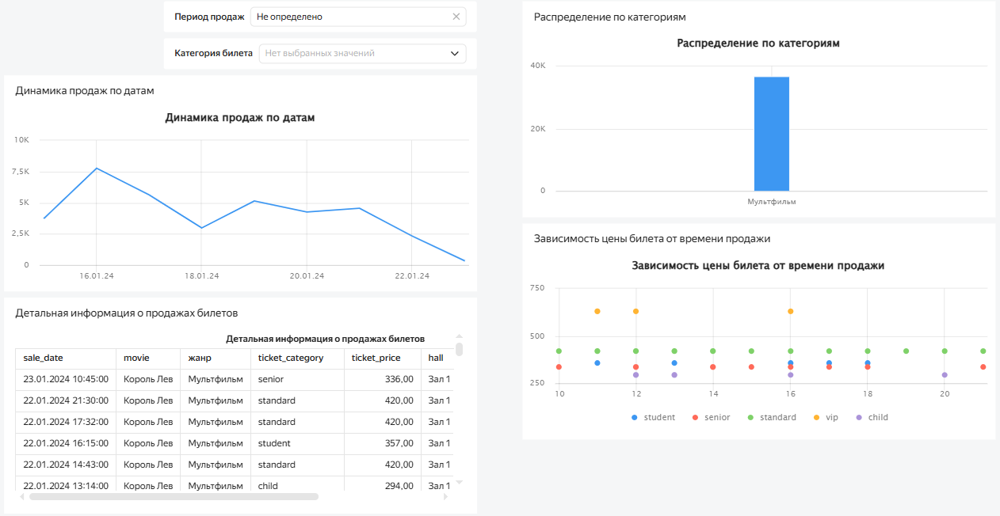 Период продаж Не определено
Категория билета Нет выбранных значений
Динамика продаж по датам
Динамика продаж по датам
10K
7,5K
5K
2,5K
0
16.01.24 18.01.24 20.01.24 22.01.24
Детальная информация о продажах билетов
Детальная информация о продажах билетов
sale_date movie жанр ticket_category ticket_price hall
23.01.2024 10:45:00 Король Лев Мультфильм senior 336,00 Зал 1
22.01.2024 21:30:00 Король Лев Мультфильм standard 420,00 Зал 1
22.01.2024 17:32:00 Король Лев Мультфильм standard 420,00 Зал 1
22.01.2024 16:15:00 Король Лев Мультфильм student 357,00 Зал 1
22.01.2024 14:43:00 Король Лев Мультфильм standard 420,00 Зал 1
22.01.2024 13:14:00 Король Лев Мультфильм child 294,00 Зал 1
Распределение по категориям
Распределение по категориям
40K
20K
0
Мультфильм
Зависимость цены билета от времени продажи
Зависимость цены билета от времени продажи
750
500
250
10 12 14 16 18 20
student senior standard vip child